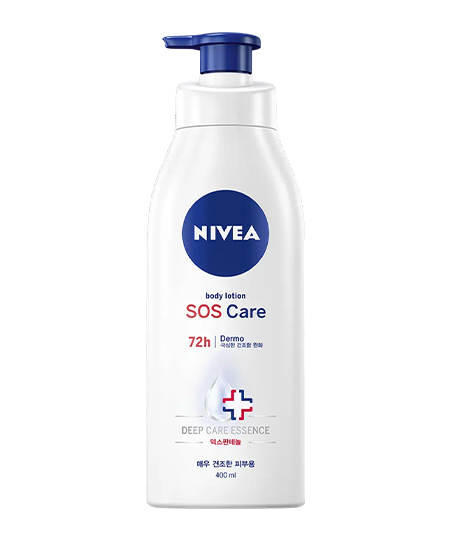 NIVEA
body lotion
SOS Care
72h | Dermo
극심한 건조함 완화
DEEP CARE ESSENCE
덱스판테놀
매우 건조한 피부용
400 ml